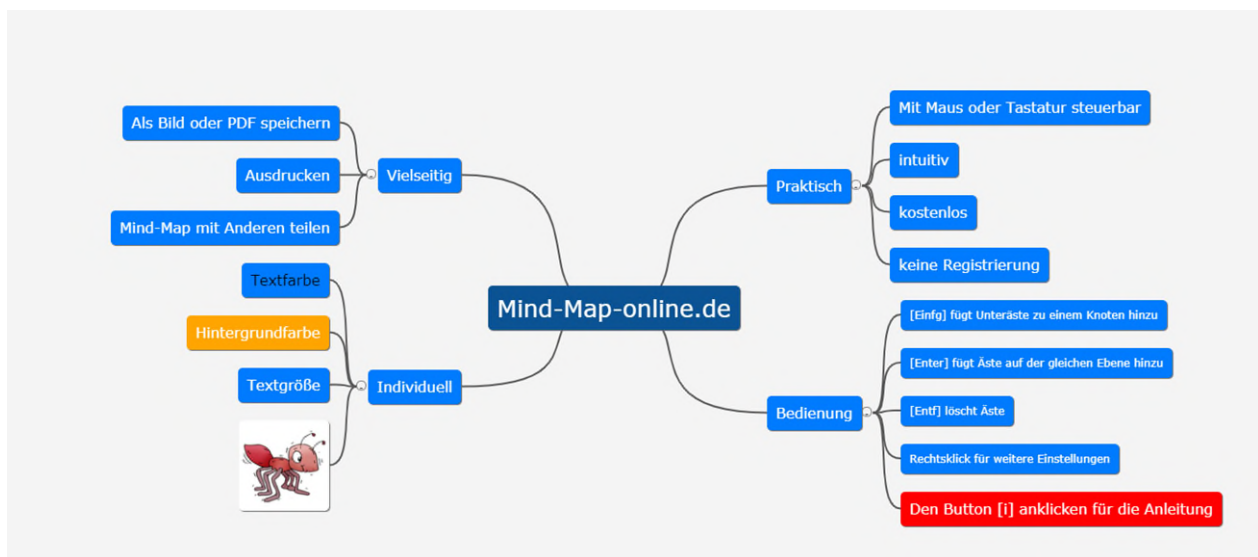 Mind-Map-online.de
Vielseitig
Als Bild oder PDF speichern
Ausdrucken
Mind-Map mit Anderen teilen
Individuell
Textfarbe
Hintergrundfarbe
Textgröße
Praktisch
Mit Maus oder Tastatur steuerbar
intuitiv
kostenlos
keine Registrierung
Bedienung
[Einfg] fügt Unteräste zu einem Knoten hinzu
[Enter] fügt Äste auf der gleichen Ebene hinzu
[Entf] löscht Äste
Rechtsklick für weitere Einstellungen
Den Button [i] anklicken für die Anleitung